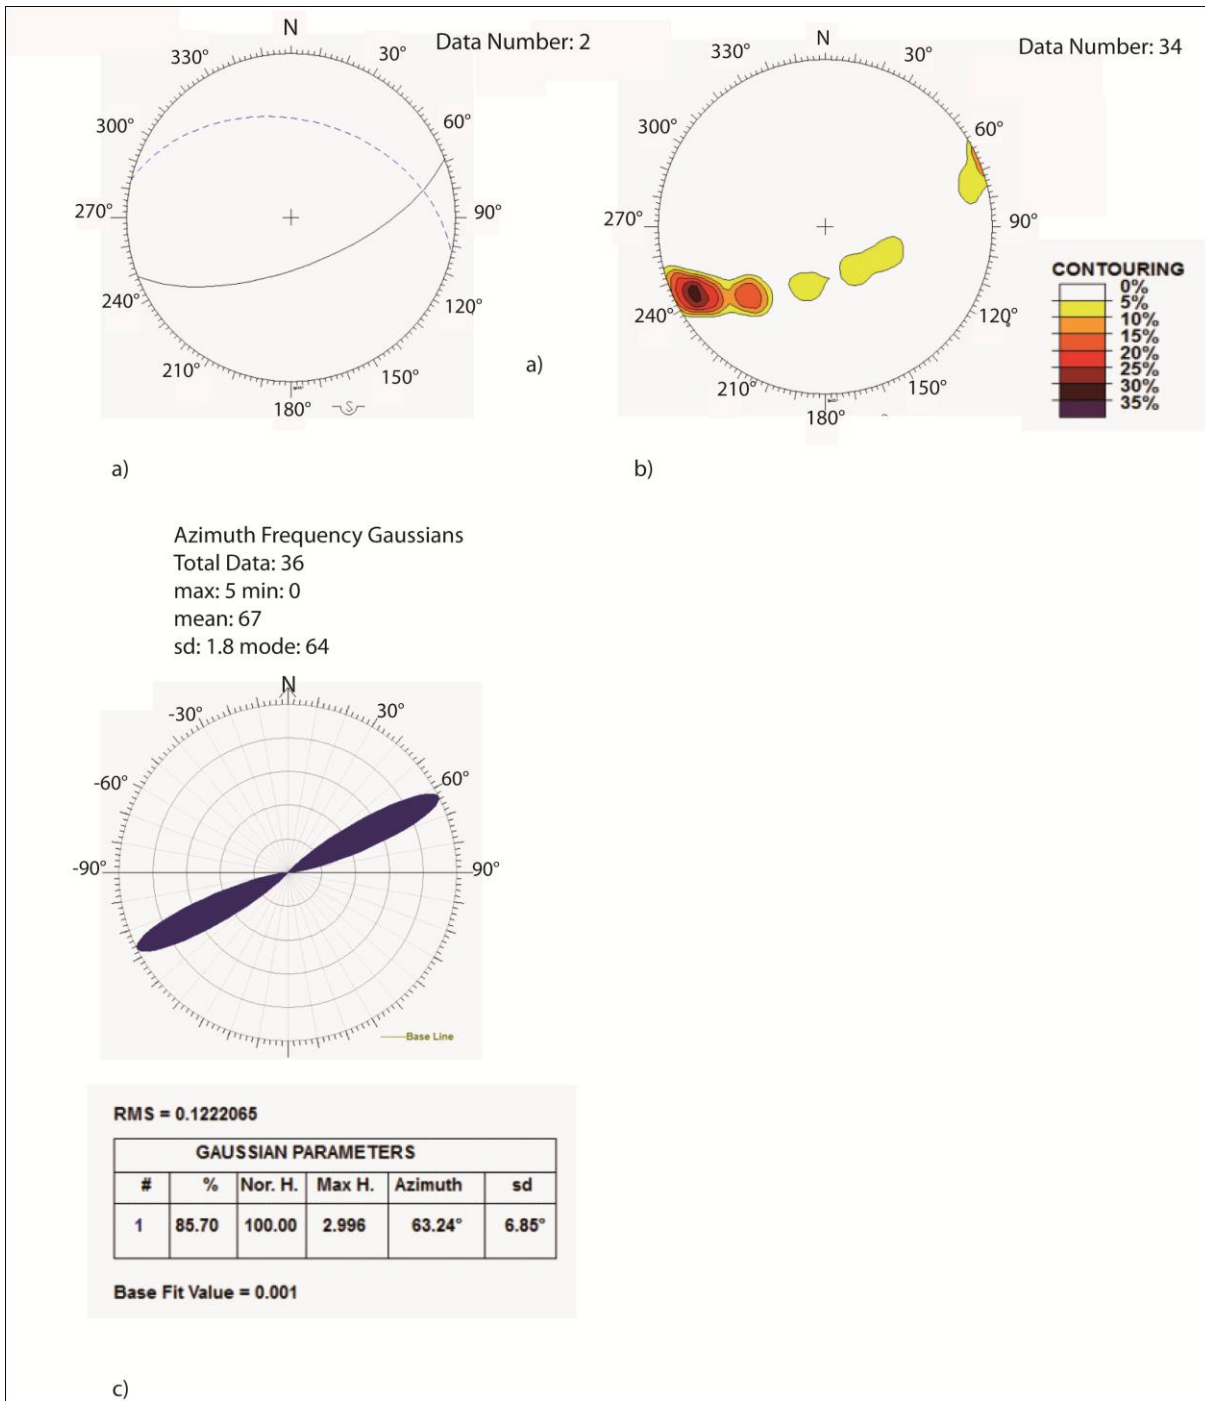 Data Number: 2
N
30°
60°
90°
120°
150°
180°
210°
240°
270°
300°
330°
S
a)
Data Number: 34
N
30°
60°
90°
120°
150°
180°
210°
240°
270°
300°
330°
a)
CONTOURING
0%
5%
10%
15%
20%
25%
30%
35%
b)
Azimuth Frequency Gaussians
Total Data: 36
max: 5 min: 0
mean: 67
sd: 1.8 mode: 64
N
-30°
30°
-60°
60°
-90°
90°
Base Line
RMS = 0.1222065
GAUSSIAN PARAMETERS
# % Nor. H. Max H. Azimuth sd
1 85.70 100.00 2.996 63.24° 6.85°
Base Fit Value = 0.001
c)